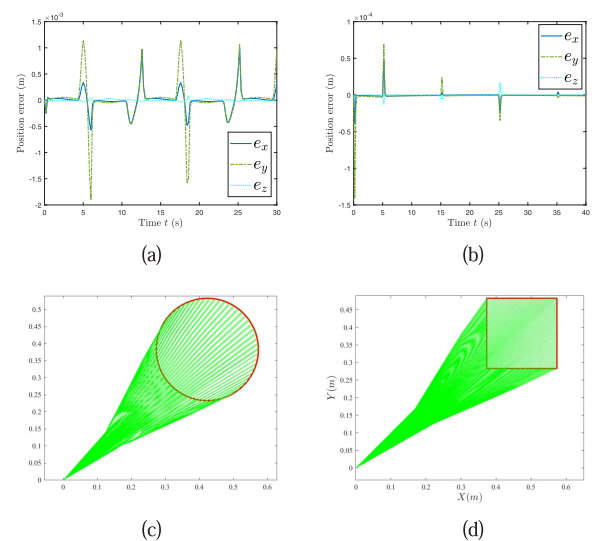 ×10⁻³
1.5
1
0.5
0
-0.5
-1
-1.5
-2
Position error (m)
0 5 10 15 20 25 30
Time t (s)
e_x
e_y
e_z
(a)
×10⁻⁴
1
0.5
0
-0.5
-1
-1.5
Position error (m)
0 5 10 15 20 25 30 35 40
Time t (s)
e_x
e_y
e_z
(b)
0.5
0.45
0.4
0.35
0.3
0.25
0.2
0.15
0.1
0.05
0
0 0.1 0.2 0.3 0.4 0.5 0.6
(c)
0.45
0.4
0.35
0.3
0.25
0.2
0.15
0.1
0.05
0
Y(m)
0 0.1 0.2 0.3 0.4 0.5 0.6
X(m)
(d)